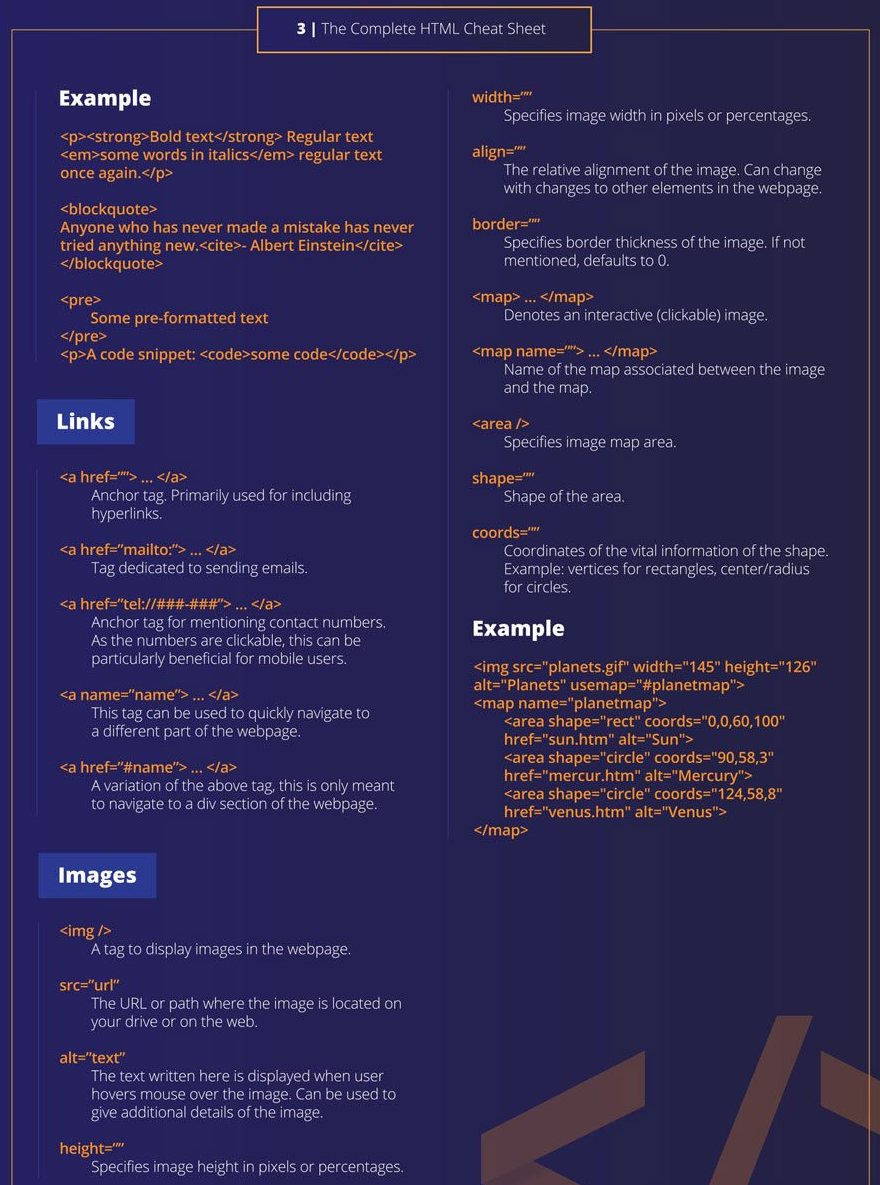 3 | The Complete HTML Cheat Sheet
Example
<p><strong>Bold text</strong> Regular text
<em>some words in italics</em> regular text
once again.</p>
<blockquote>
Anyone who has never made a mistake has never
tried anything new.<cite>- Albert Einstein</cite>
</blockquote>
<pre>
Some pre-formatted text
</pre>
<p>A code snippet: <code>some code</code></p>
Links
<a href=””> ... </a>
Anchor tag. Primarily used for including
hyperlinks.
<a href=”mailto:”> ... </a>
Tag dedicated to sending emails.
<a href=”tel://###-###”> ... </a>
Anchor tag for mentioning contact numbers.
As the numbers are clickable, this can be
particularly beneficial for mobile users.
<a name=”name”> ... </a>
This tag can be used to quickly navigate to
a different part of the webpage.
<a href=”#name”> ... </a>
A variation of the above tag, this is only meant
to navigate to a div section of the webpage.
Images
<img />
A tag to display images in the webpage.
src=”url”
The URL or path where the image is located on
your drive or on the web.
alt=”text”
The text written here is displayed when user
hovers mouse over the image. Can be used to
give additional details of the image.
height=””
Specifies image height in pixels or percentages.
width=””
Specifies image width in pixels or percentages.
align=””
The relative alignment of the image. Can change
with changes to other elements in the webpage.
border=””
Specifies border thickness of the image. If not
mentioned, defaults to 0.
<map> ... </map>
Denotes an interactive (clickable) image.
<map name=””> ... </map>
Name of the map associated between the image
and the map.
<area />
Specifies image map area.
shape=””
Shape of the area.
coords=””
Coordinates of the vital information of the shape.
Example: vertices for rectangles, center/radius
for circles.
Example
<img src="planets.gif" width="145" height="126"
alt="Planets" usemap="#planetmap">
<map name="planetmap">
<area shape="rect" coords="0,0,60,100"
href="sun.htm" alt="Sun">
<area shape="circle" coords="90,58,3"
href="mercur.htm" alt="Mercury">
<area shape="circle" coords="124,58,8"
href="venus.htm" alt="Venus">
</map>